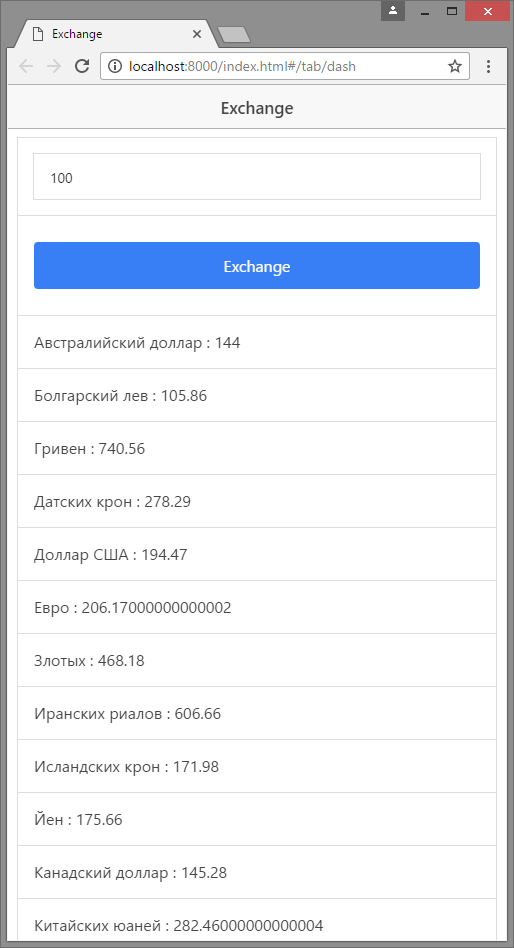 Exchange
localhost:8000/index.html#/tab/dash
Exchange
100
Exchange
Австралийский доллар : 144
Болгарский лев : 105.86
Гривен : 740.56
Датских крон : 278.29
Доллар США : 194.47
Евро : 206.17000000000002
Злотых : 468.18
Иранских риалов : 606.66
Исландских крон : 171.98
Йен : 175.66
Канадский доллар : 145.28
Китайских юаней : 282.46000000000004